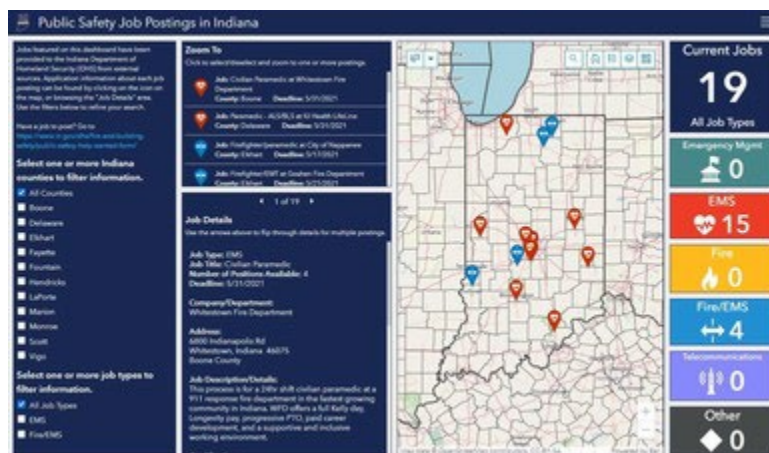 Public Safety Job Postings in Indiana
Jobs featured on this dashboard have been
provided to the Indiana Department of
Homeland Security (EMS) from external
sources. Application information about each job
posting can be found by clicking on the icon on
the map, or browsing the "Job Details" area.
Use the filters below to refine your search.
Have a job to post? Go to
Select one or more Indiana
counties to filter information.
All Counties
Boone
Delaware
Elkhart
Fayette
Fountain
Hendricks
LaPorte
Marion
Monroe
Scott
Vigo
Select one or more job types to
filter information.
All Job Types
EMS
Fire/EMS
Zoom To
Click to select/deselect and zoom to one or more postings.
Job: Civilian Paramedic at Whitestown Fire
Department
County: Boone Deadline: 5/31/2021
Job: Paramedic - ALS/BLS at IU Health LifeLine
County: Delaware Deadline: 5/31/2021
Job: Firefighter/paramedic at City of Nappanee
County: Elkhart Deadline: 5/17/2021
Job: Firefighter/EMT at Goshen Fire Department
County: Elkhart Deadline: 5/21/2021
1 of 19
Job Details
Use the arrows above to flip through details for multiple postings.
Job Type: EMS
Job Title: Civilian Paramedic
Number of Positions Available: 4
Deadline: 5/31/2021
Company/Department:
Whitestown Fire Department
Address:
6800 Indianapolis Rd
Whitestown, Indiana 46075
Boone County
Job Description/Details:
This process is for a 24hr shift civilian paramedic at a
911 response fire department in the fastest growing
community in Indiana. WFD offers a full Kelly day,
Longevity pay, progressive PTO, paid career
development, and a supportive and inclusive
working environment.
Current Jobs
19
All Job Types
Emergency Mgmt
0
EMS
15
Fire
0
Fire/EMS
4
Telecommunications
0
Other
0